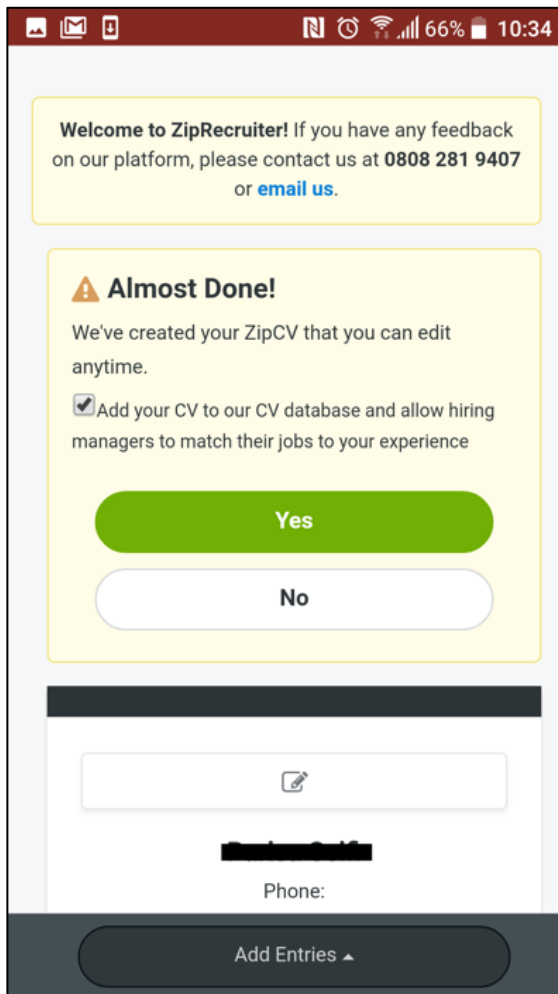 66% 10:34
Welcome to ZipRecruiter! If you have any feedback
on our platform, please contact us at 0808 281 9407
or email us.
Almost Done!
We've created your ZipCV that you can edit
anytime.
Add your CV to our CV database and allow hiring
managers to match their jobs to your experience
Yes
No
Phone:
Add Entries